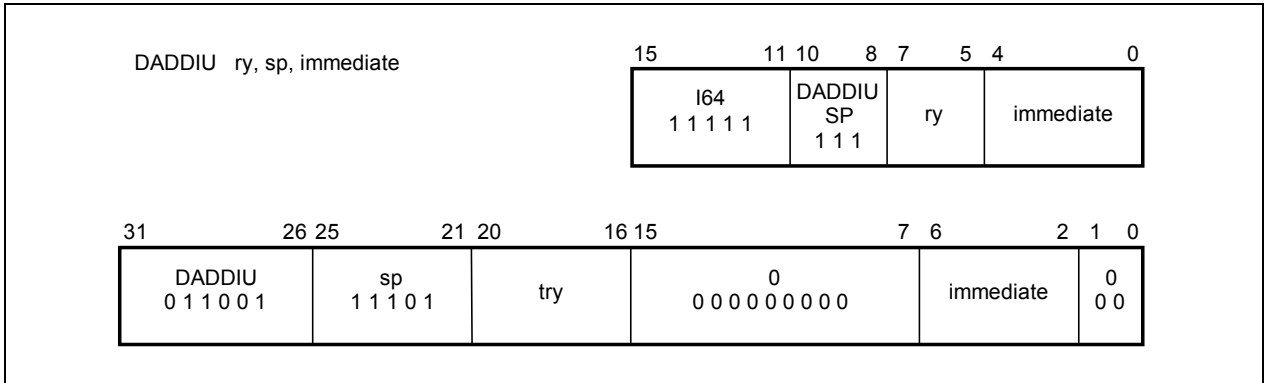 DADDIU ry, sp, immediate
15 11 10 8 7 5 4 0
I64 DADDIU ry immediate
1 1 1 1 1 SP
1 1 1
31 26 25 21 20 16 15 7 6 2 1 0
DADDIU sp try 0 immediate 0
0 1 1 0 0 1 1 1 1 0 1 0 0 0 0 0 0 0 0 0 0 0